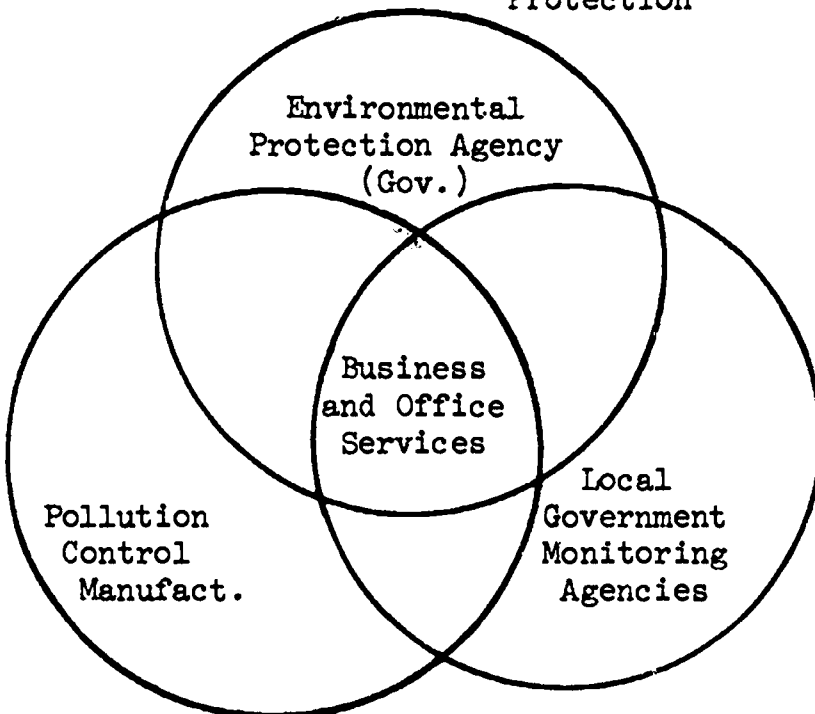 Protection
Environmental
Protection Agency
(Gov.)
Business
and Office
Services
Pollution
Control
Manufact.
Local
Government
Monitoring
Agencies